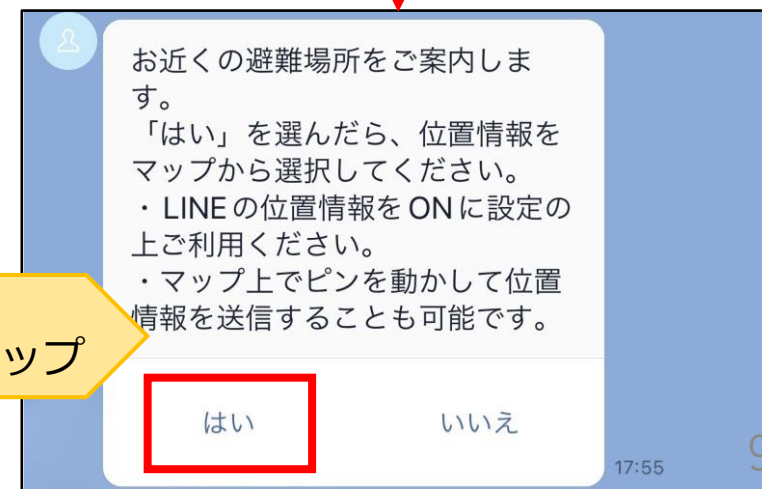 お近くの避難場所をご案内しま
す。
「はい」を選んだら、位置情報を
マップから選択してください。
・LINEの位置情報をONに設定の
上ご利用ください。
・マップ上でピンを動かして位置
情報を送信することも可能です。
ップ
はい
いいえ
17:55